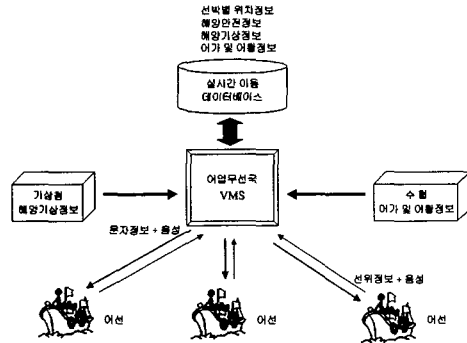 선박별 위치정보
해양안전정보
해양기상정보
어가 및 어황정보
실시간 이동
데이터베이스
어업무선국
VMS
기상청
해양기상정보
수 협
어가 및 어황정보
문자정보 + 음성
선위정보 + 음성
어선
어선
어선